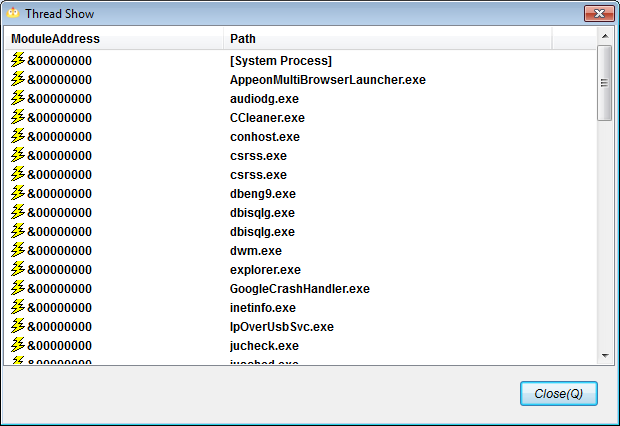 Thread Show
ModuleAddress Path
&00000000 [System Process]
&00000000 AppeonMultiBrowserLauncher.exe
&00000000 audiodg.exe
&00000000 CCleaner.exe
&00000000 conhost.exe
&00000000 csrss.exe
&00000000 csrss.exe
&00000000 dbeng9.exe
&00000000 dbisqlg.exe
&00000000 dbisqlg.exe
&00000000 dwm.exe
&00000000 explorer.exe
&00000000 GoogleCrashHandler.exe
&00000000 inetinfo.exe
&00000000 IpOverUsbSvc.exe
&00000000 jucheck.exe
&00000000
Close(Q)